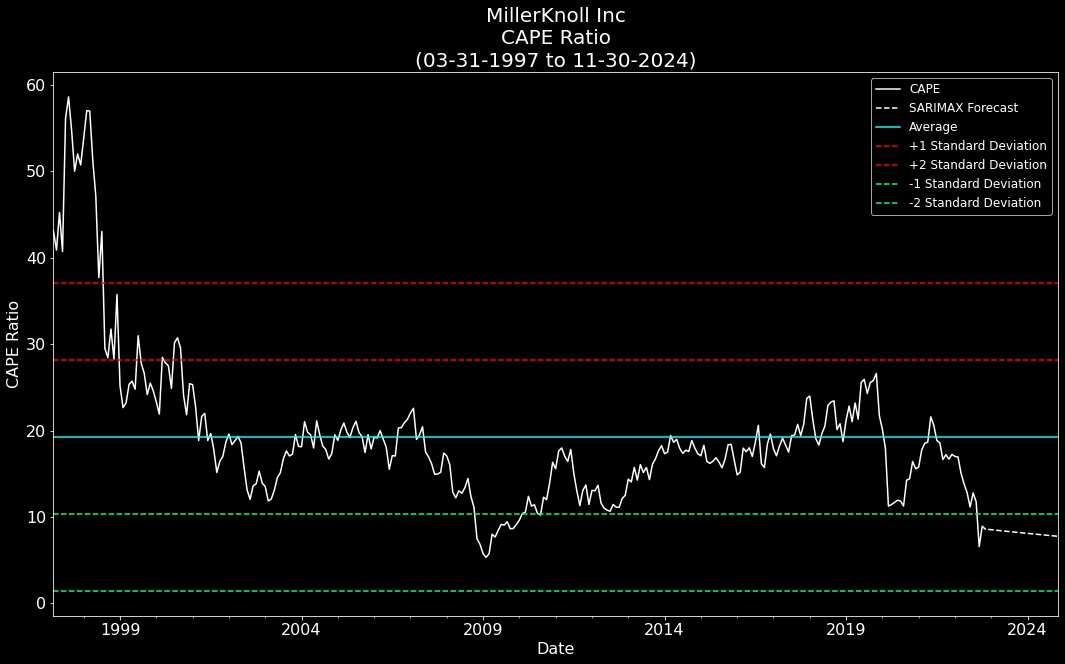 MillerKnoll Inc
CAPE Ratio
(03-31-1997 to 11-30-2024)
CAPE
SARIMAX Forecast
Average
+1 Standard Deviation
+2 Standard Deviation
-1 Standard Deviation
-2 Standard Deviation
CAPE Ratio
60
50
40
30
20
10
0
1999 2004 2009 2014 2019 2024
Date